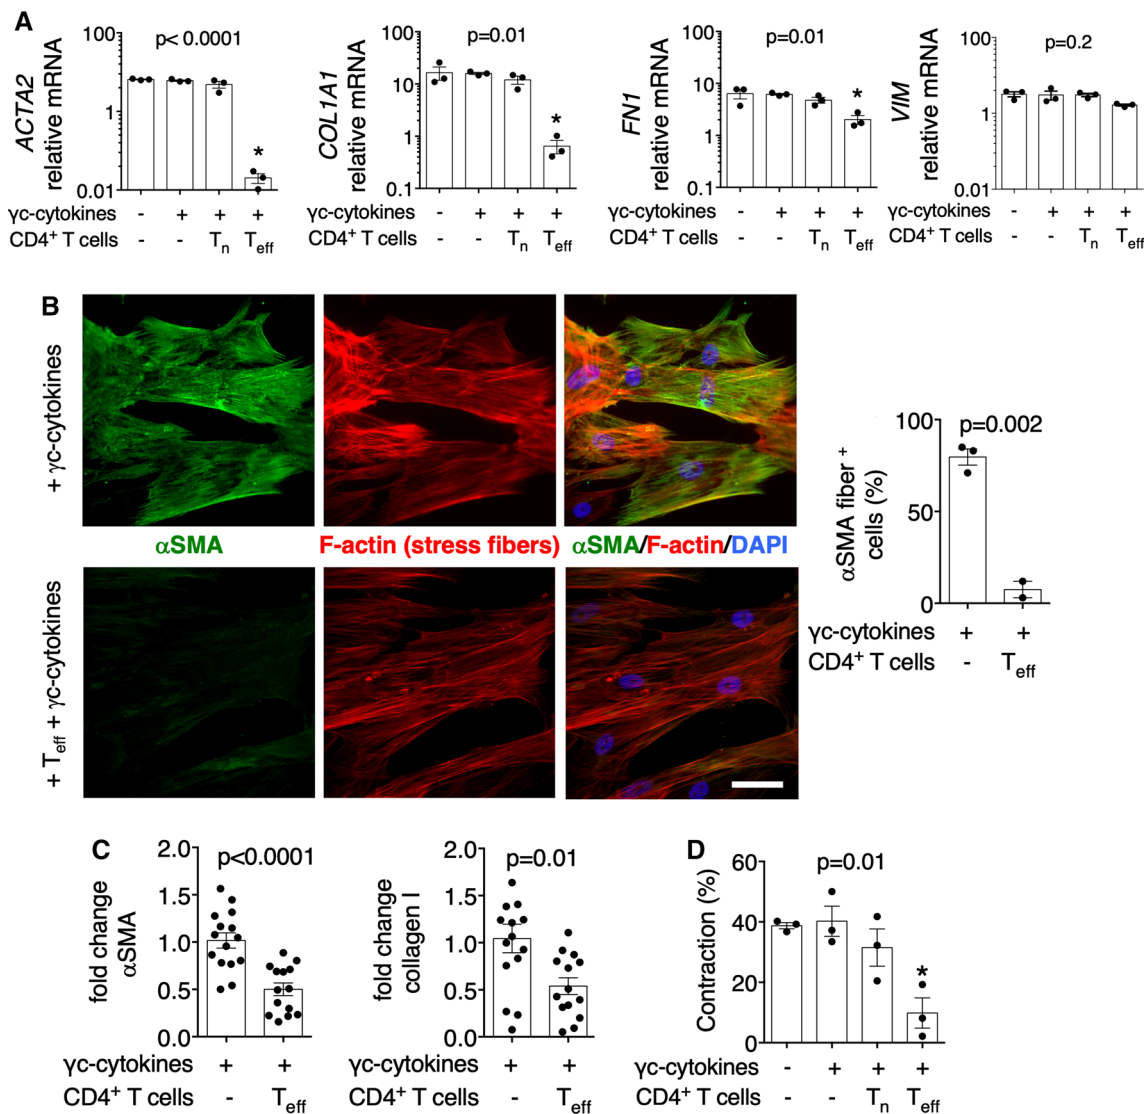 A
ACTA2
relative mRNA
100
1
0.01
p< 0.0001
*
γc-cytokines - + + +
CD4+ T cells - - Tn Teff
COL1A1
relative mRNA
100
10
1
0.1
p=0.01
*
γc-cytokines - + + +
CD4+ T cells - - Tn Teff
FN1
relative mRNA
100
10
1
0.1
p=0.01
*
γc-cytokines - + + +
CD4+ T cells - - Tn Teff
VIM
relative mRNA
100
1
0.01
p=0.2
γc-cytokines - + + +
CD4+ T cells - - Tn Teff
B
+ γc-cytokines
αSMA
F-actin (stress fibers)
αSMA/F-actin/DAPI
+ Teff + γc-cytokines
αSMA fiber +
cells (%)
100
50
0
p=0.002
γc-cytokines + +
CD4+ T cells - Teff
C
fold change
αSMA
2.0
1.5
1.0
0.5
0.0
p<0.0001
γc-cytokines + +
CD4+ T cells - Teff
fold change
collagen I
2.0
1.5
1.0
0.5
0.0
p=0.01
γc-cytokines + +
CD4+ T cells - Teff
D
Contraction (%)
60
40
20
0
p=0.01
*
γc-cytokines - + + +
CD4+ T cells - - Tn Teff